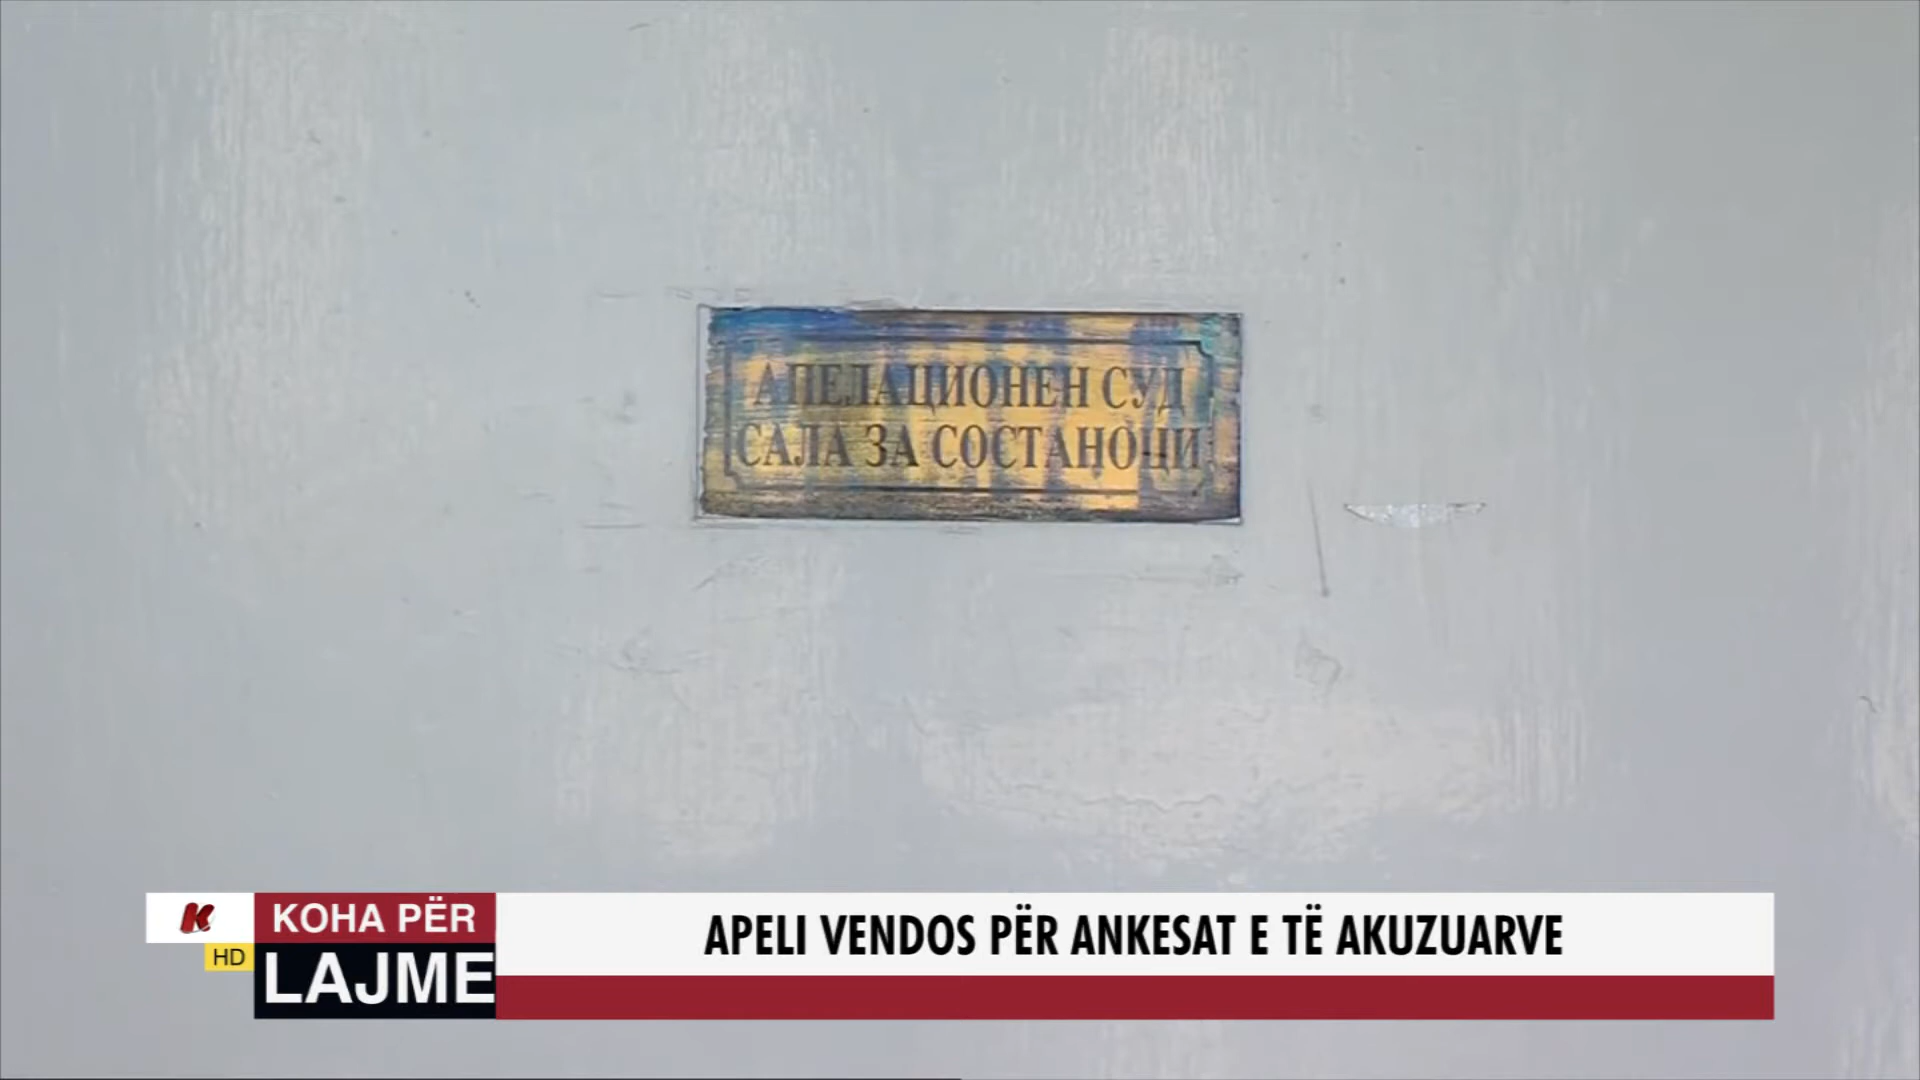 АПЕЛАЦИОНЕН СУД
САЛА ЗА СОСТАНОЦИ
K
HD
KOHA PËR
LAJME
APELI VENDOS PËR ANKESAT E TË AKUZUARVE